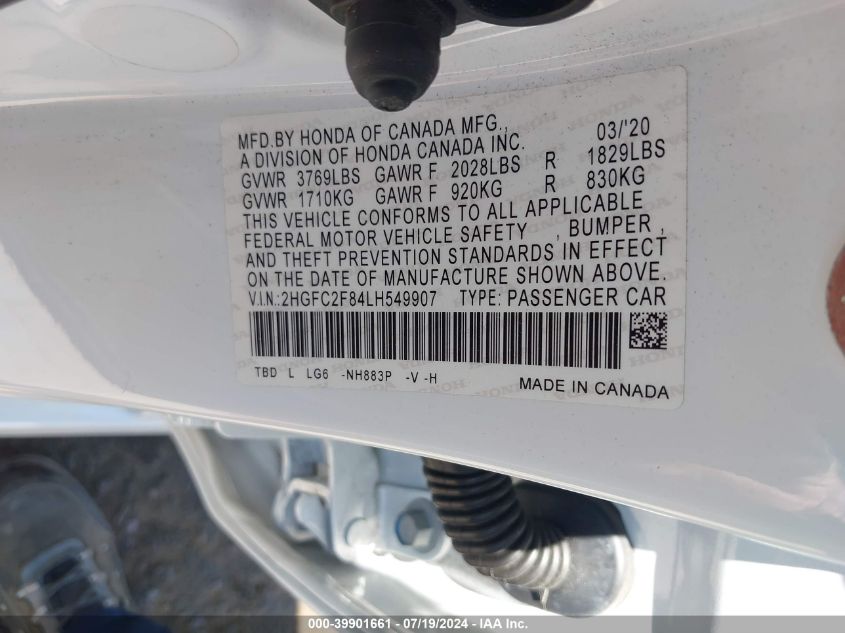 MFD.BY HONDA OF CANADA MFG., 03/'20
A DIVISION OF HONDA CANADA INC.
GVWR 3769LBS GAWR F 2028LBS R 1829LBS
GVWR 1710KG GAWR F 920KG R 830KG
THIS VEHICLE CONFORMS TO ALL APPLICABLE
FEDERAL MOTOR VEHICLE SAFETY , BUMPER ,
AND THEFT PREVENTION STANDARDS IN EFFECT
ON THE DATE OF MANUFACTURE SHOWN ABOVE.
V.I.N.:2HGFC2F84LH549907 TYPE: PASSENGER CAR
TBD L LG6 -NH883P -V -H
MADE IN CANADA
000-39901661 / 07/19/2024 - IAA Inc.